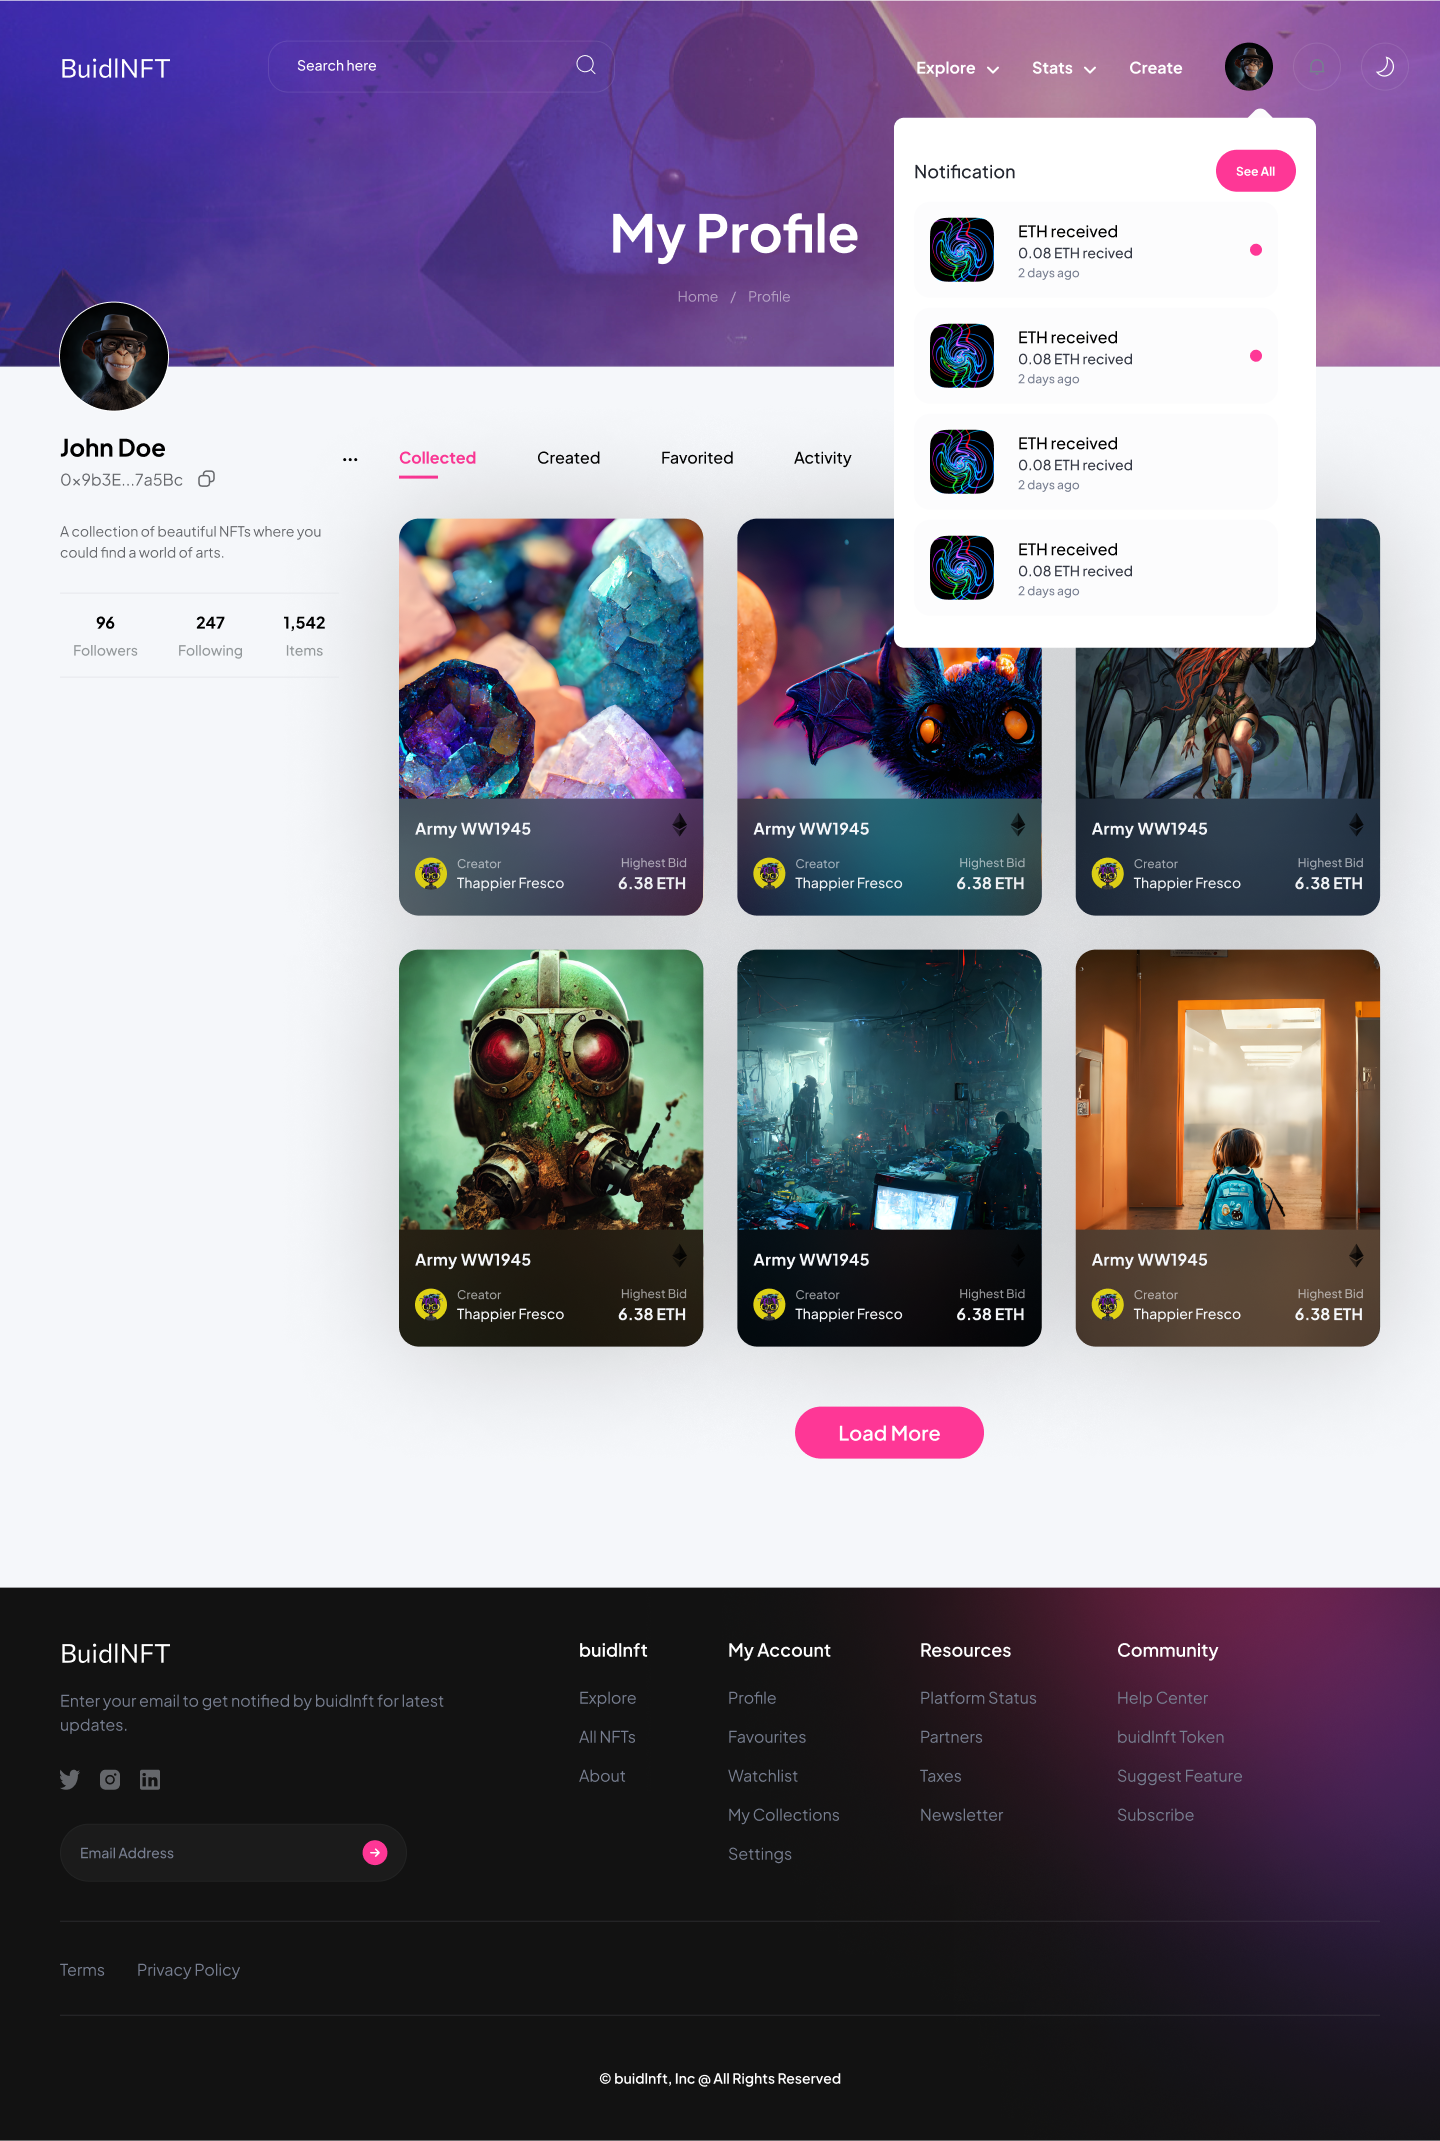 BuidlNFT
Search here
Explore
Stats
Create
Notification
See All
ETH received
0.08 ETH recived
2 days ago
ETH received
0.08 ETH recived
2 days ago
ETH received
0.08 ETH recived
2 days ago
ETH received
0.08 ETH recived
2 days ago
My Profile
Home / Profile
John Doe
0x9b3E...7a5Bc
A collection of beautiful NFTs where you
could find a world of arts.
96
Followers
247
Following
1,542
Items
Collected
Created
Favorited
Activity
Army WW1945
Creator
Thappier Fresco
Highest Bid
6.38 ETH
Army WW1945
Creator
Thappier Fresco
Highest Bid
6.38 ETH
Army WW1945
Creator
Thappier Fresco
Highest Bid
6.38 ETH
Army WW1945
Creator
Thappier Fresco
Highest Bid
6.38 ETH
Army WW1945
Creator
Thappier Fresco
Highest Bid
6.38 ETH
Army WW1945
Creator
Thappier Fresco
Highest Bid
6.38 ETH
Load More
BuidlNFT
Enter your email to get notified by buidlnft for latest
updates.
Email Address
buidlnft
Explore
All NFTs
About
My Account
Profile
Favourites
Watchlist
My Collections
Settings
Resources
Platform Status
Partners
Taxes
Newsletter
Community
Help Center
buidlnft Token
Suggest Feature
Subscribe
Terms
Privacy Policy
© buidlnft, Inc @ All Rights Reserved